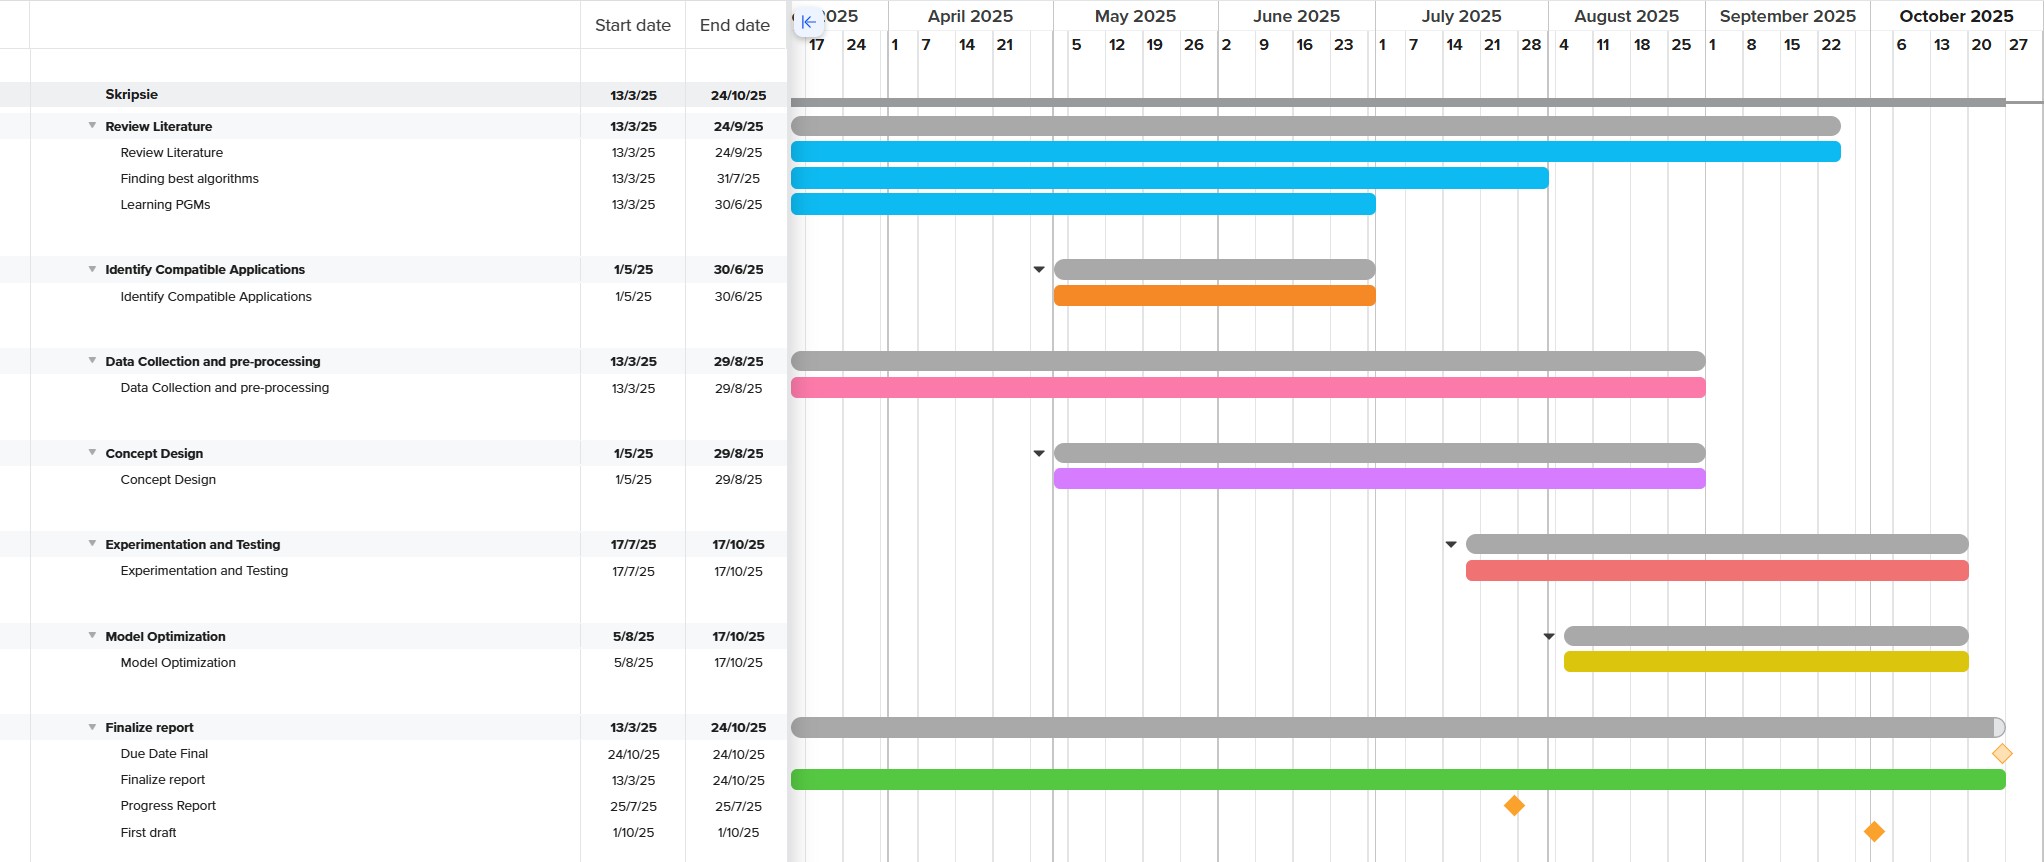 Start date End date 2025 April 2025 May 2025 June 2025 July 2025 August 2025 September 2025 October 2025
17 24 1 7 14 21 5 12 19 26 2 9 16 23 1 7 14 21 28 4 11 18 25 1 8 15 22 6 13 20 27
Skripsie 13/3/25 24/10/25
Review Literature 13/3/25 24/9/25
Review Literature 13/3/25 24/9/25
Finding best algorithms 13/3/25 31/7/25
Learning PGMs 13/3/25 30/6/25
Identify Compatible Applications 1/5/25 30/6/25
Identify Compatible Applications 1/5/25 30/6/25
Data Collection and pre-processing 13/3/25 29/8/25
Data Collection and pre-processing 13/3/25 29/8/25
Concept Design 1/5/25 29/8/25
Concept Design 1/5/25 29/8/25
Experimentation and Testing 17/7/25 17/10/25
Experimentation and Testing 17/7/25 17/10/25
Model Optimization 5/8/25 17/10/25
Model Optimization 5/8/25 17/10/25
Finalize report 13/3/25 24/10/25
Due Date Final 24/10/25 24/10/25
Finalize report 13/3/25 24/10/25
Progress Report 25/7/25 25/7/25
First draft 1/10/25 1/10/25